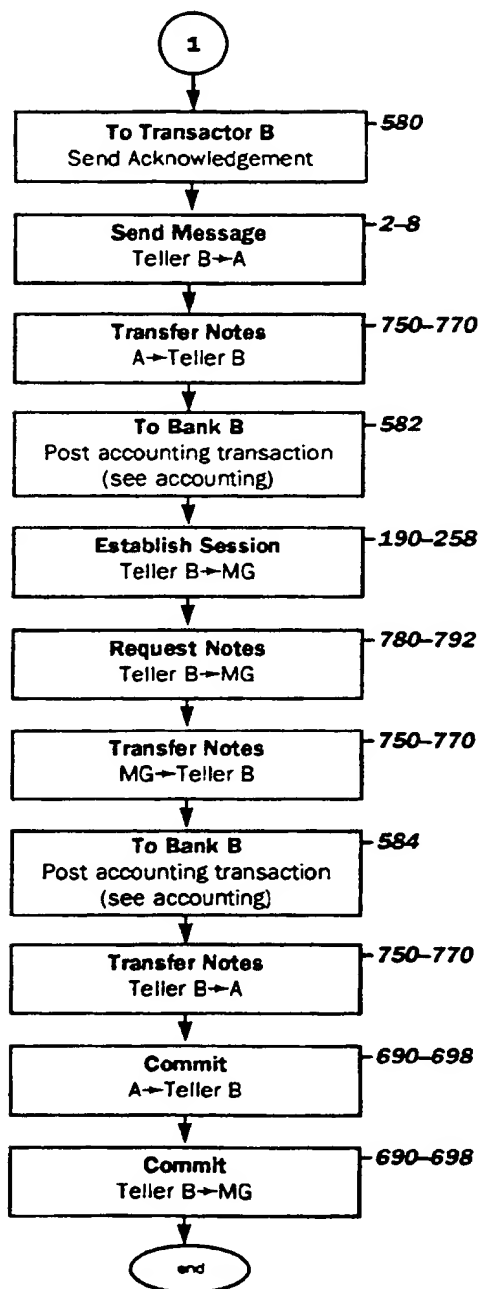 1
To Transactor B
Send Acknowledgement
580
Send Message
Teller B→A
2–8
Transfer Notes
A→Teller B
750–770
To Bank B
Post accounting transaction
(see accounting)
582
Establish Session
Teller B→MG
190–258
Request Notes
Teller B→MG
780–792
Transfer Notes
MG→Teller B
750–770
To Bank B
Post accounting transaction
(see accounting)
584
Transfer Notes
Teller B→A
750–770
Commit
A→Teller B
690–698
Commit
Teller B→MG
690–698
end